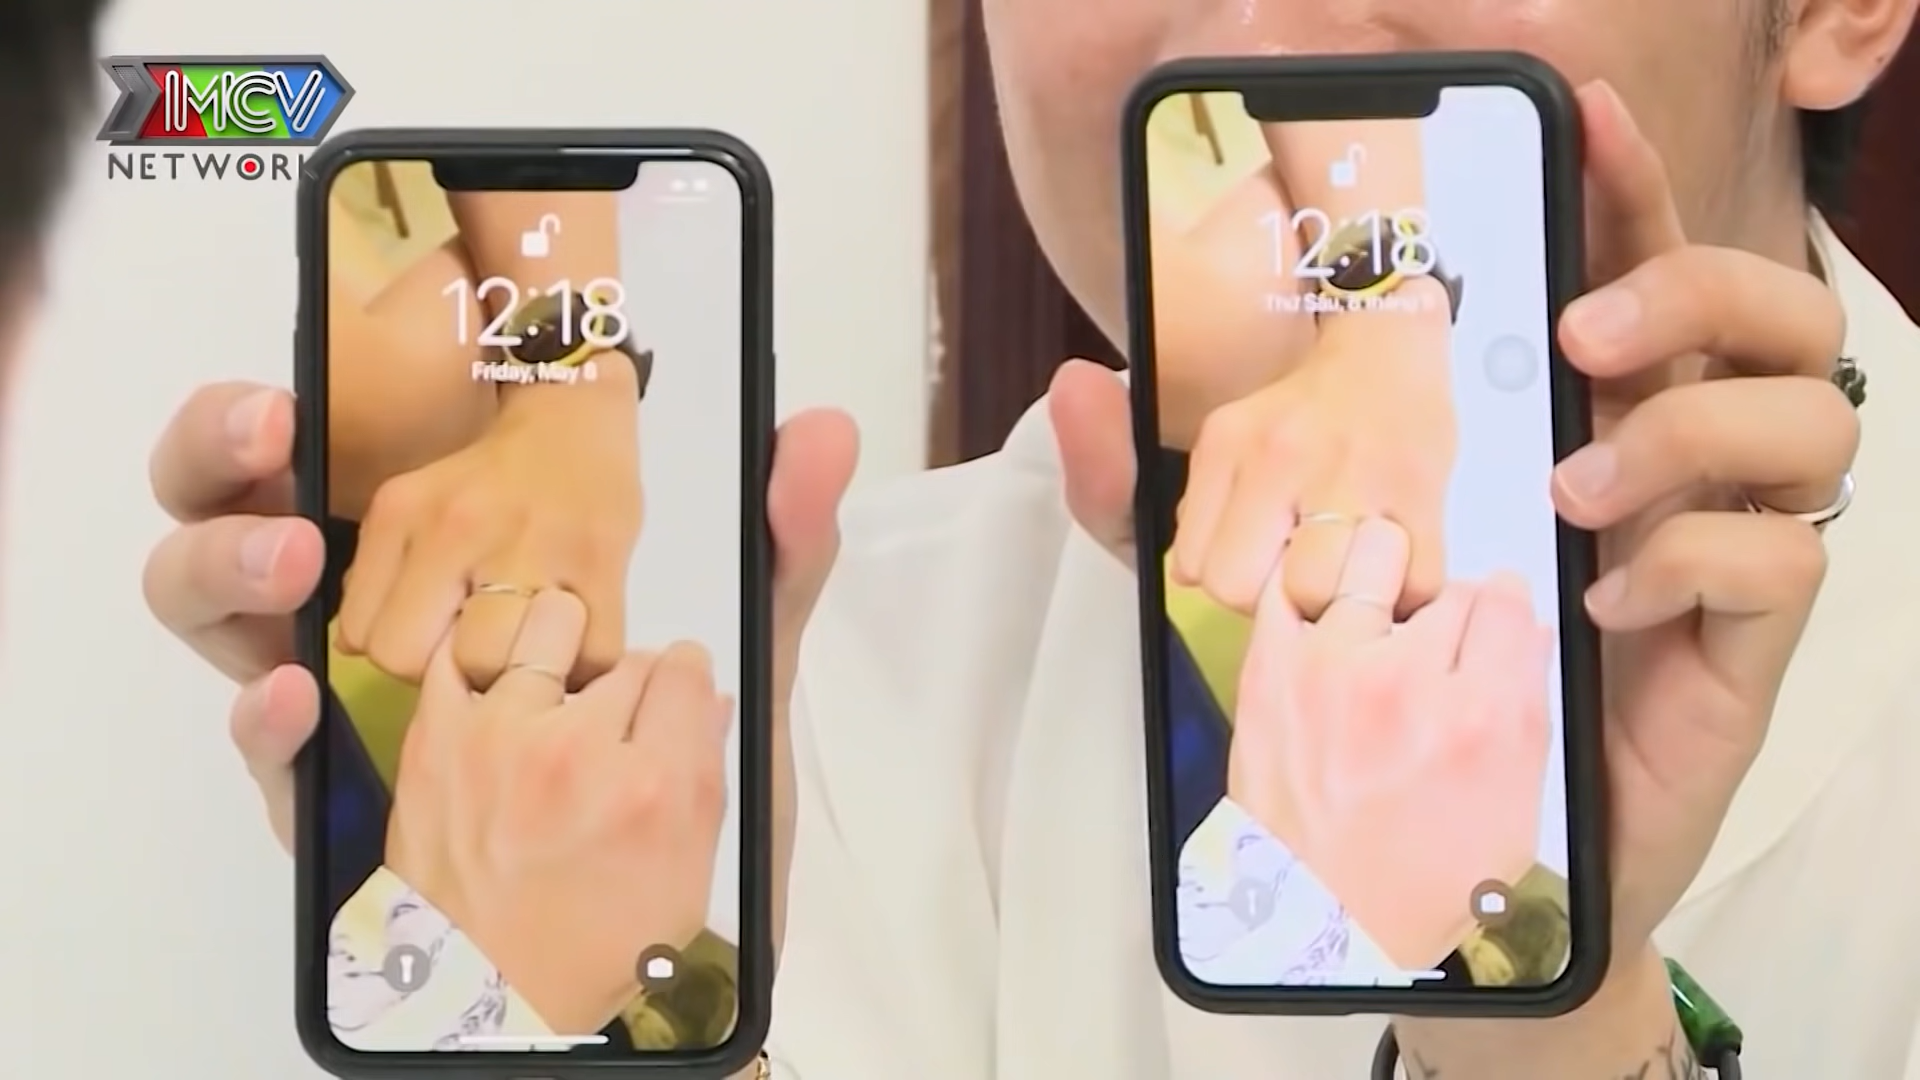 MCV
NETWORK
12:18
Friday, May 8
12:18
Thứ Sáu, 8 tháng 5